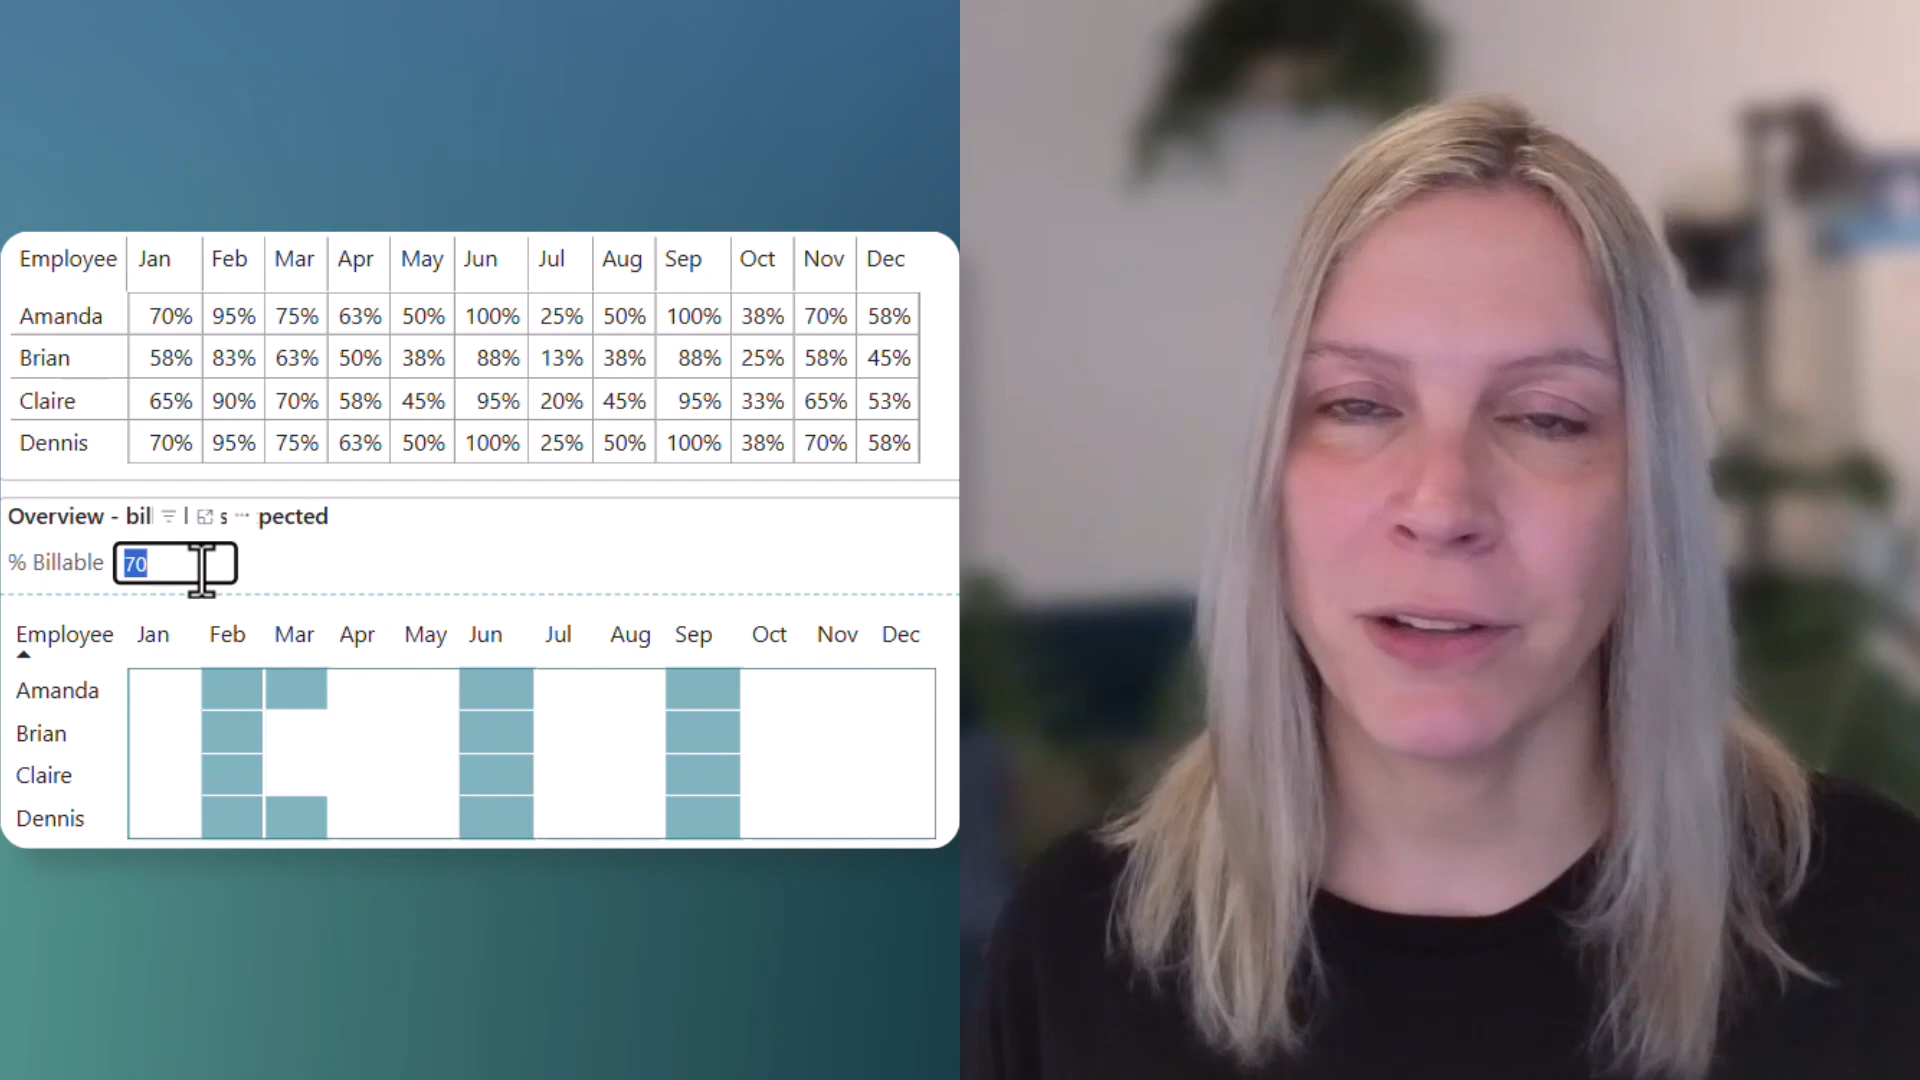 Employee Jan Feb Mar Apr May Jun Jul Aug Sep Oct Nov Dec
Amanda 70% 95% 75% 63% 50% 100% 25% 50% 100% 38% 70% 58%
Brian 58% 83% 63% 50% 38% 88% 13% 38% 88% 25% 58% 45%
Claire 65% 90% 70% 58% 45% 95% 20% 45% 95% 33% 65% 53%
Dennis 70% 95% 75% 63% 50% 100% 25% 50% 100% 38% 70% 58%
Overview - bil s pected
% Billable 70
Employee Jan Feb Mar Apr May Jun Jul Aug Sep Oct Nov Dec
Amanda
Brian
Claire
Dennis